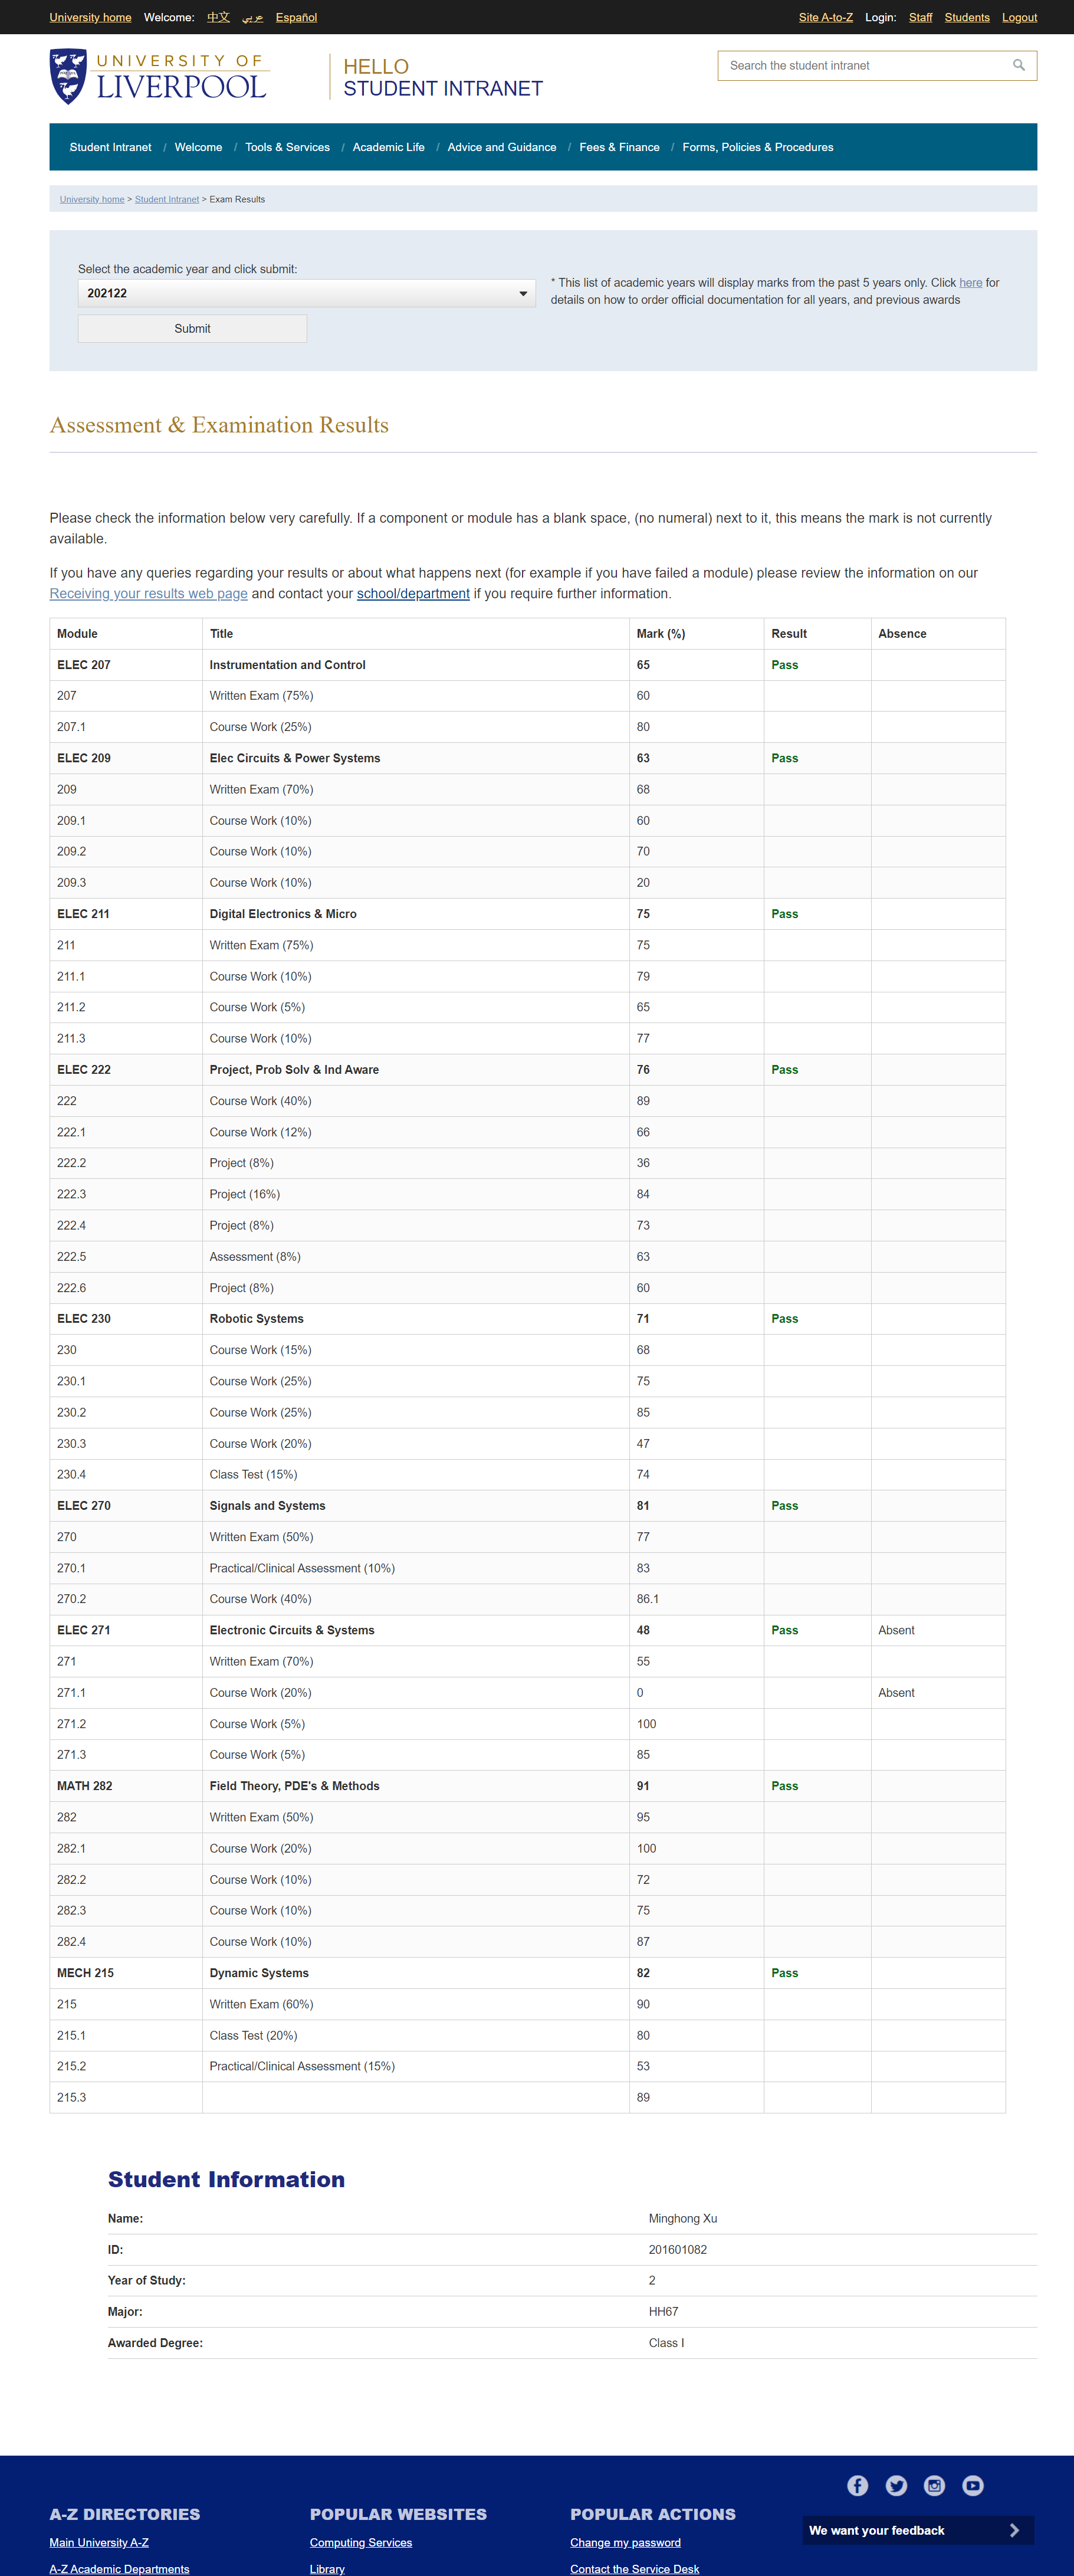 University home Welcome: 中文 عربي Español Site A-to-Z Login: Staff Students Logout
UNIVERSITY OF
LIVERPOOL
HELLO
STUDENT INTRANET
Search the student intranet
Student Intranet / Welcome / Tools & Services / Academic Life / Advice and Guidance / Fees & Finance / Forms, Policies & Procedures
University home > Student Intranet > Exam Results
Select the academic year and click submit:
202122
Submit
* This list of academic years will display marks from the past 5 years only. Click here for
details on how to order official documentation for all years, and previous awards
Assessment & Examination Results
Please check the information below very carefully. If a component or module has a blank space, (no numeral) next to it, this means the mark is not currently
available.
If you have any queries regarding your results or about what happens next (for example if you have failed a module) please review the information on our
Receiving your results web page and contact your school/department if you require further information.
Module Title Mark (%) Result Absence
ELEC 207 Instrumentation and Control 65 Pass
207 Written Exam (75%) 60
207.1 Course Work (25%) 80
ELEC 209 Elec Circuits & Power Systems 63 Pass
209 Written Exam (70%) 68
209.1 Course Work (10%) 60
209.2 Course Work (10%) 70
209.3 Course Work (10%) 20
ELEC 211 Digital Electronics & Micro 75 Pass
211 Written Exam (75%) 75
211.1 Course Work (10%) 79
211.2 Course Work (5%) 65
211.3 Course Work (10%) 77
ELEC 222 Project, Prob Solv & Ind Aware 76 Pass
222 Course Work (40%) 89
222.1 Course Work (12%) 66
222.2 Project (8%) 36
222.3 Project (16%) 84
222.4 Project (8%) 73
222.5 Assessment (8%) 63
222.6 Project (8%) 60
ELEC 230 Robotic Systems 71 Pass
230 Course Work (15%) 68
230.1 Course Work (25%) 75
230.2 Course Work (25%) 85
230.3 Course Work (20%) 47
230.4 Class Test (15%) 74
ELEC 270 Signals and Systems 81 Pass
270 Written Exam (50%) 77
270.1 Practical/Clinical Assessment (10%) 83
270.2 Course Work (40%) 86.1
ELEC 271 Electronic Circuits & Systems 48 Pass Absent
271 Written Exam (70%) 55
271.1 Course Work (20%) 0 Absent
271.2 Course Work (5%) 100
271.3 Course Work (5%) 85
MATH 282 Field Theory, PDE's & Methods 91 Pass
282 Written Exam (50%) 95
282.1 Course Work (20%) 100
282.2 Course Work (10%) 72
282.3 Course Work (10%) 75
282.4 Course Work (10%) 87
MECH 215 Dynamic Systems 82 Pass
215 Written Exam (60%) 90
215.1 Class Test (20%) 80
215.2 Practical/Clinical Assessment (15%) 53
215.3 89
Student Information
Name: Minghong Xu
ID: 201601082
Year of Study: 2
Major: HH67
Awarded Degree: Class I
A-Z DIRECTORIES POPULAR WEBSITES POPULAR ACTIONS
We want your feedback
Main University A-Z Computing Services Change my password
A-Z Academic Departments Library Contact the Service Desk